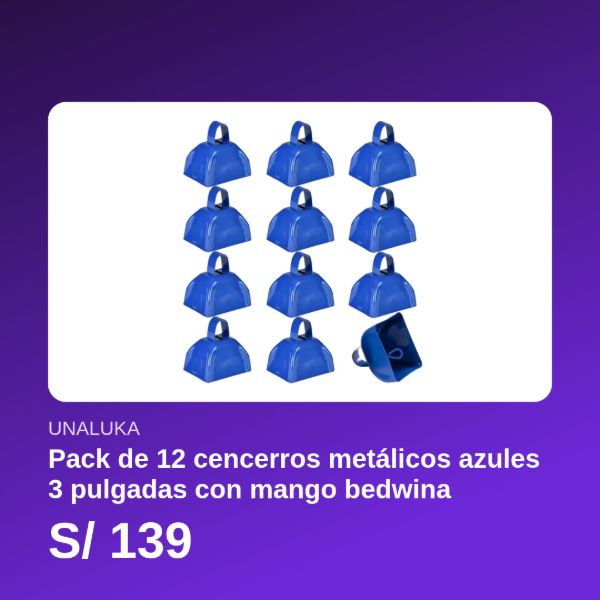 UNALUKA
Pack de 12 cencerros metálicos azules
3 pulgadas con mango bedwina
S/ 139